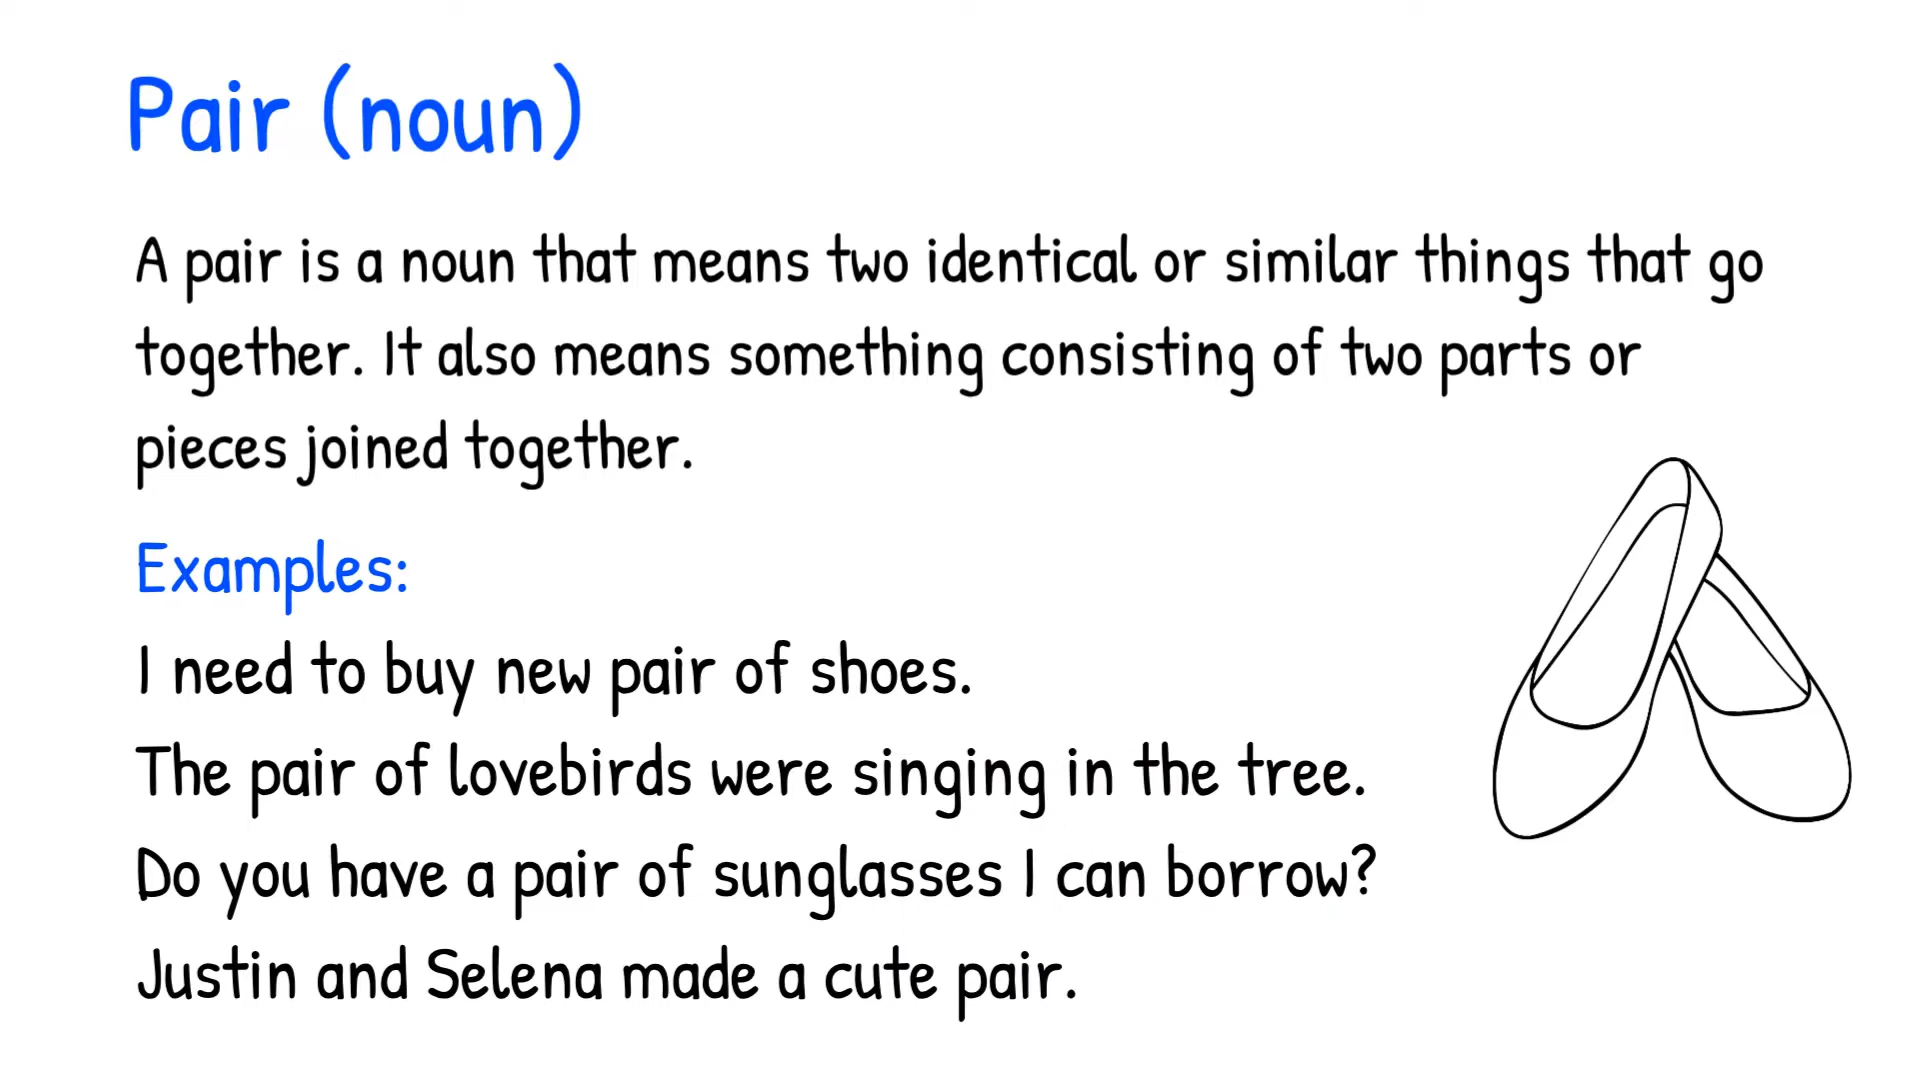 Pair (noun)
A pair is a noun that means two identical or similar things that go
together. It also means something consisting of two parts or
pieces joined together.
Examples:
I need to buy new pair of shoes.
The pair of lovebirds were singing in the tree.
Do you have a pair of sunglasses I can borrow?
Justin and Selena made a cute pair.